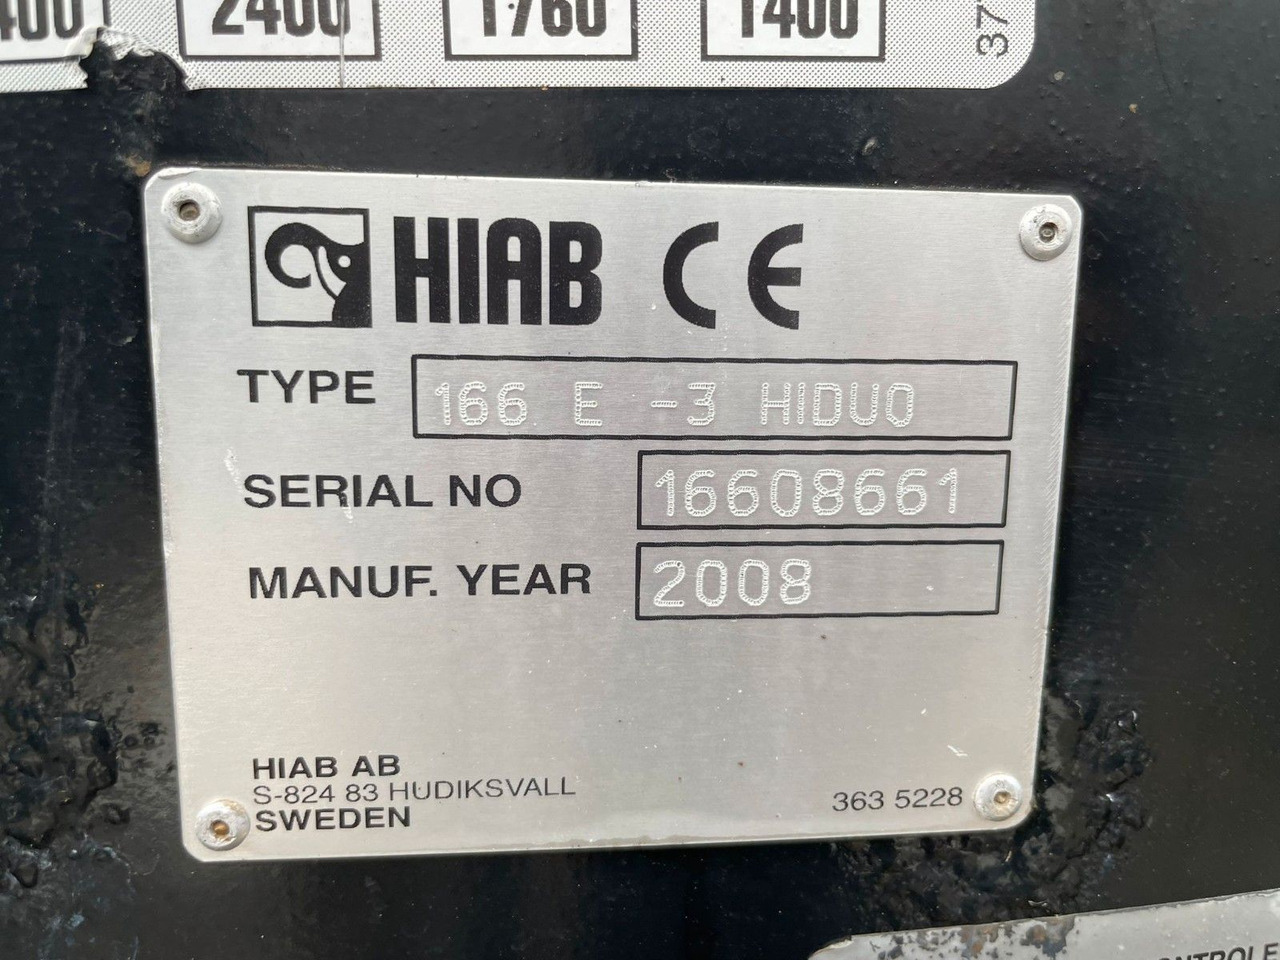 2400 1760 1400
37
HIAB CE
TYPE 166 E -3 HIDUO
SERIAL NO 16608661
MANUF. YEAR 2008
HIAB AB
S-824 83 HUDIKSVALL
SWEDEN
363 5228